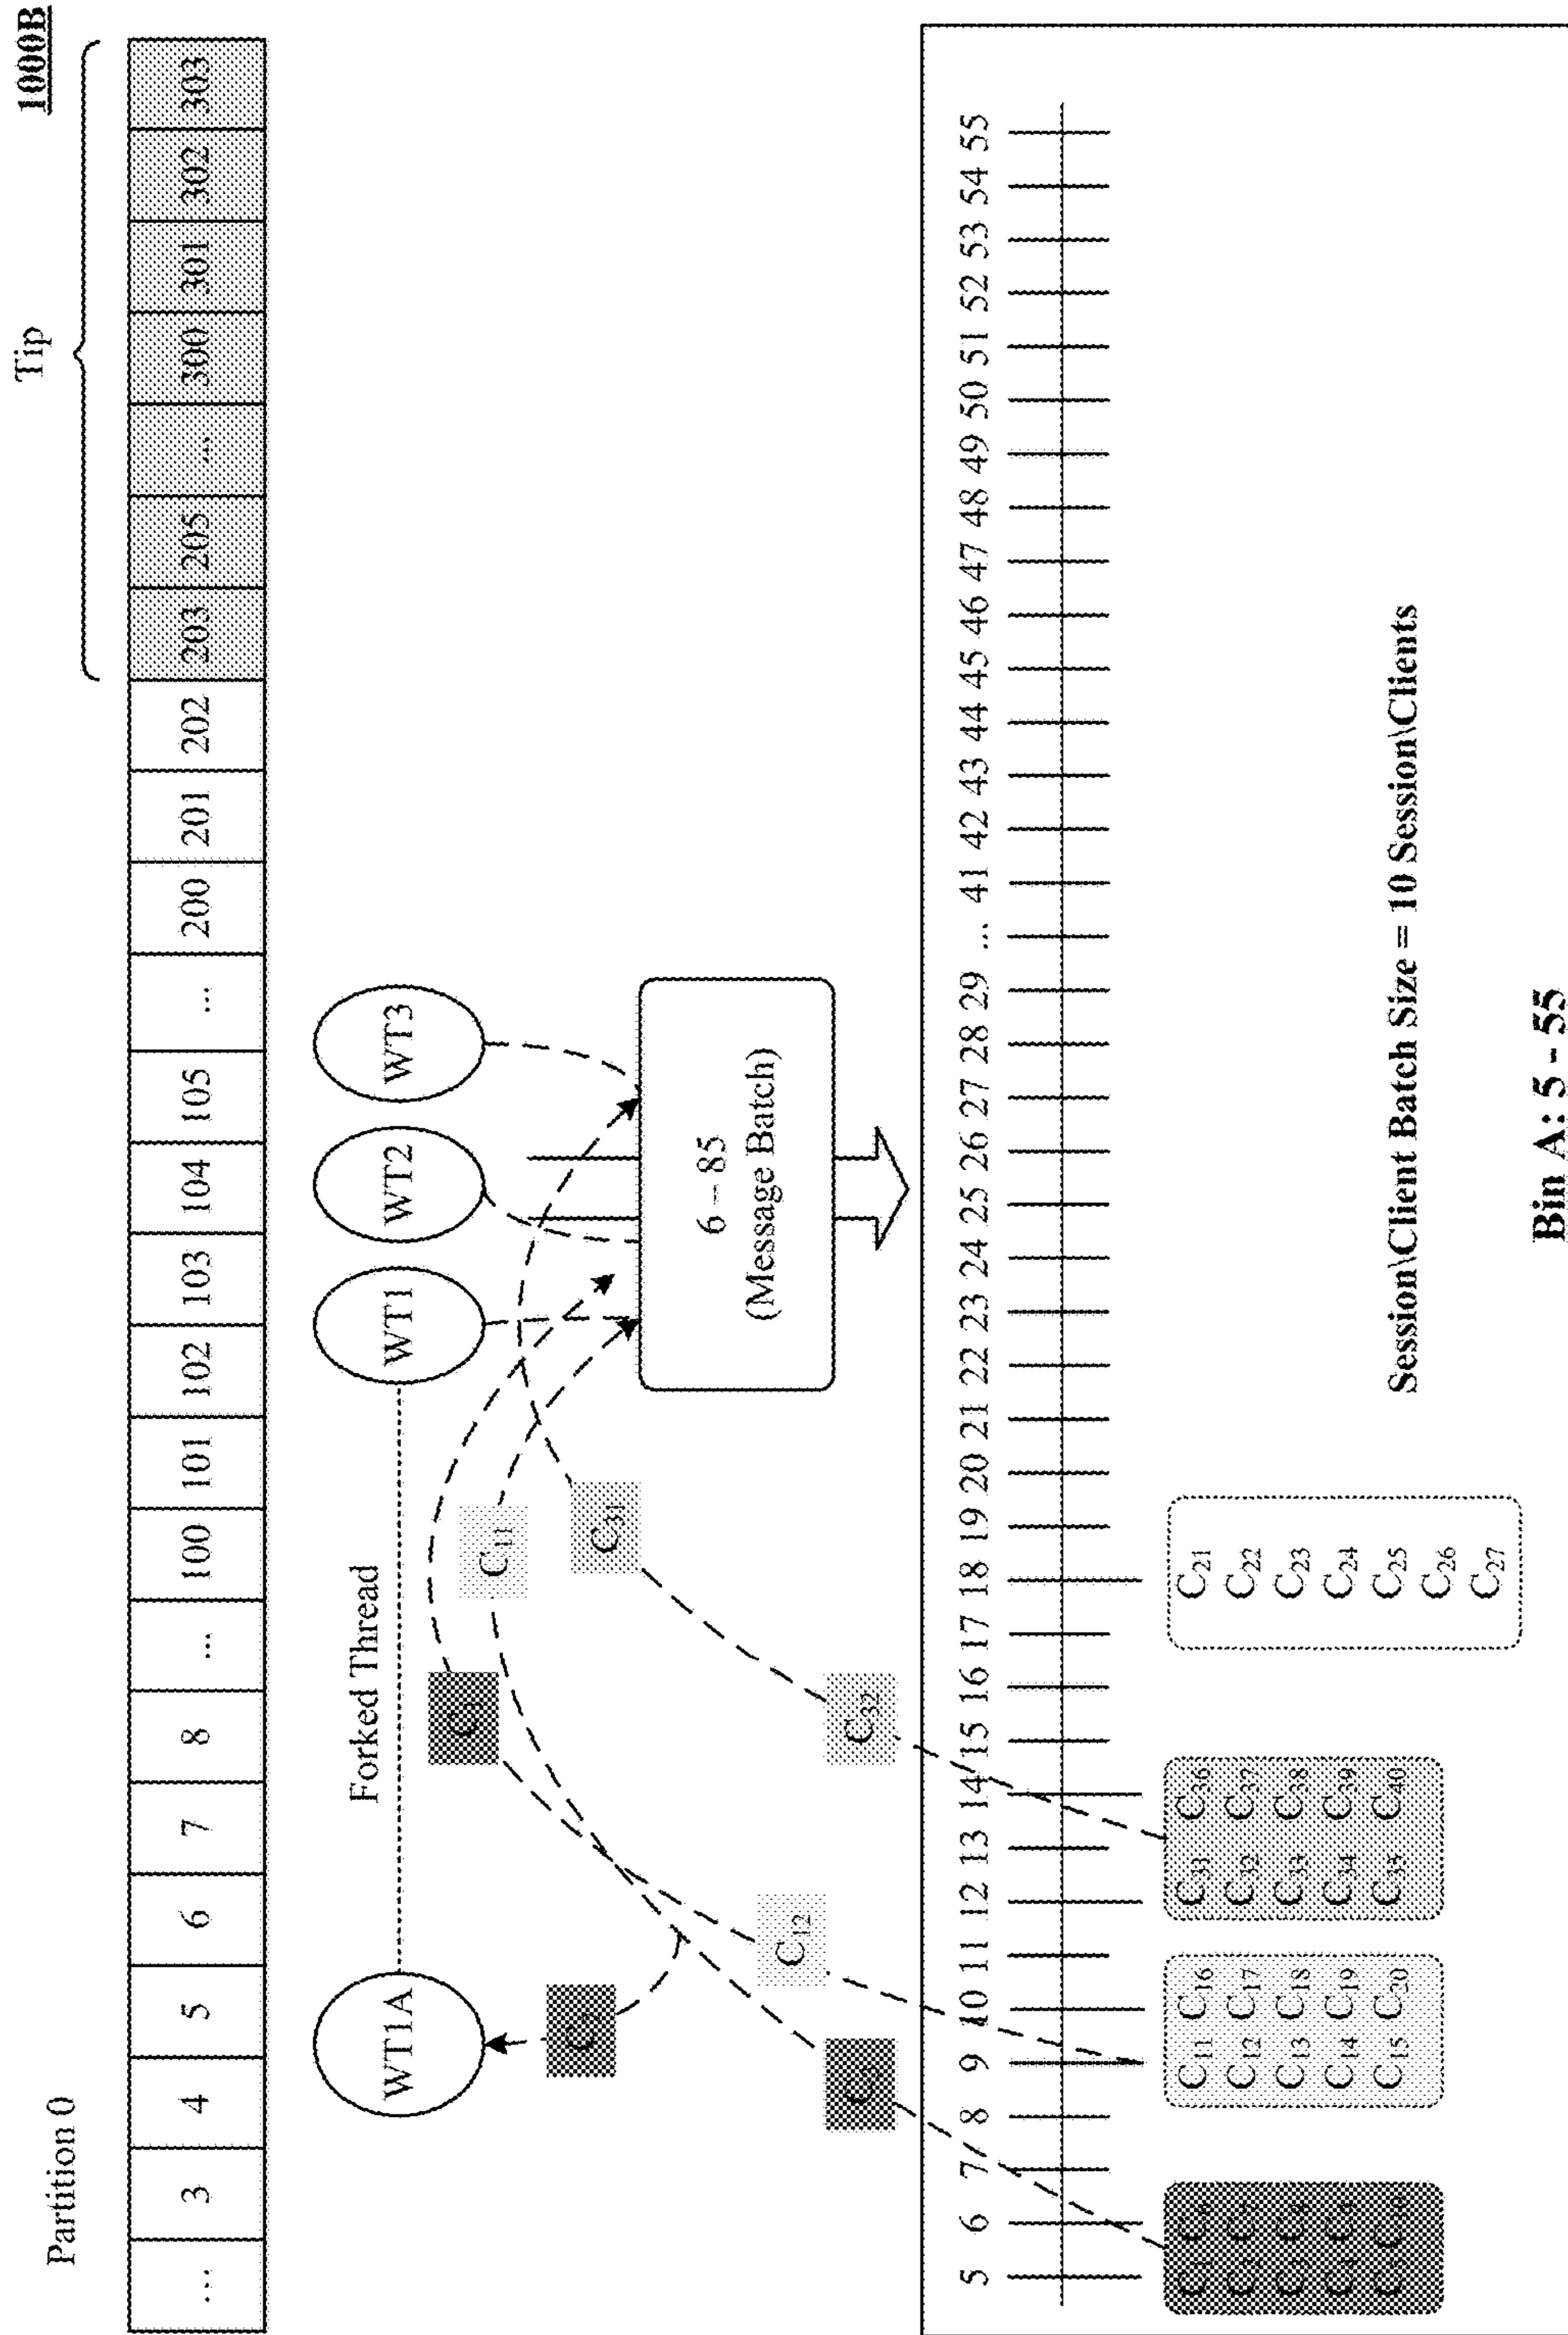 1000B
Tip
Partition 0
... 3 4 5 6 7 8 ... 100 101 102 103 104 105 ... 200 201 202 203 205 ... 300 301 302 303
WT1A
Forked Thread
WT1
WT2
WT3
C11
C31
C12
C32
6 – 85
(Message Batch)
5 6 7 8 9 10 11 12 13 14 15 16 17 18 19 20 21 22 23 24 25 26 27 28 29 ... 41 42 43 44 45 46 47 48 49 50 51 52 53 54 55
C11 C16
C12 C17
C13 C18
C14 C19
C15 C20
C31 C36
C32 C37
C33 C38
C34 C39
C35 C40
C21
C22
C23
C24
C25
C26
C27
Session\Client Batch Size = 10 Session\Clients
Bin A: 5 - 55